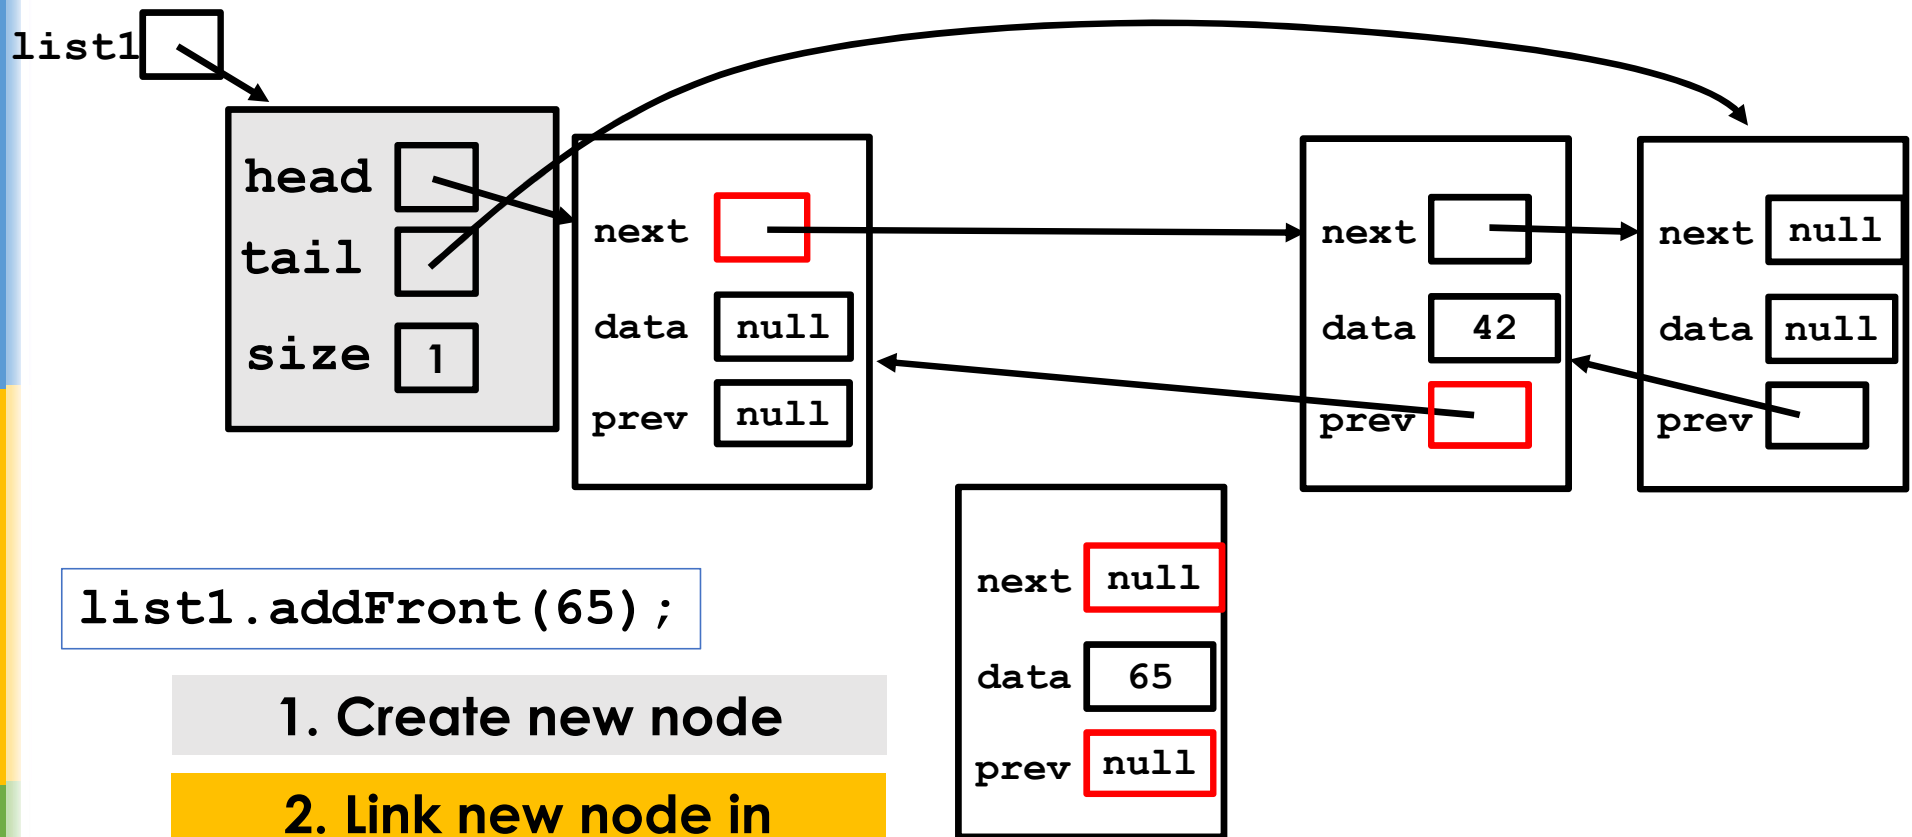 list1
head
tail
size 1
next
data null
prev null
next
data 42
prev
next null
data null
prev
list1.addFront(65);
1. Create new node
2. Link new node in
next null
data 65
prev null